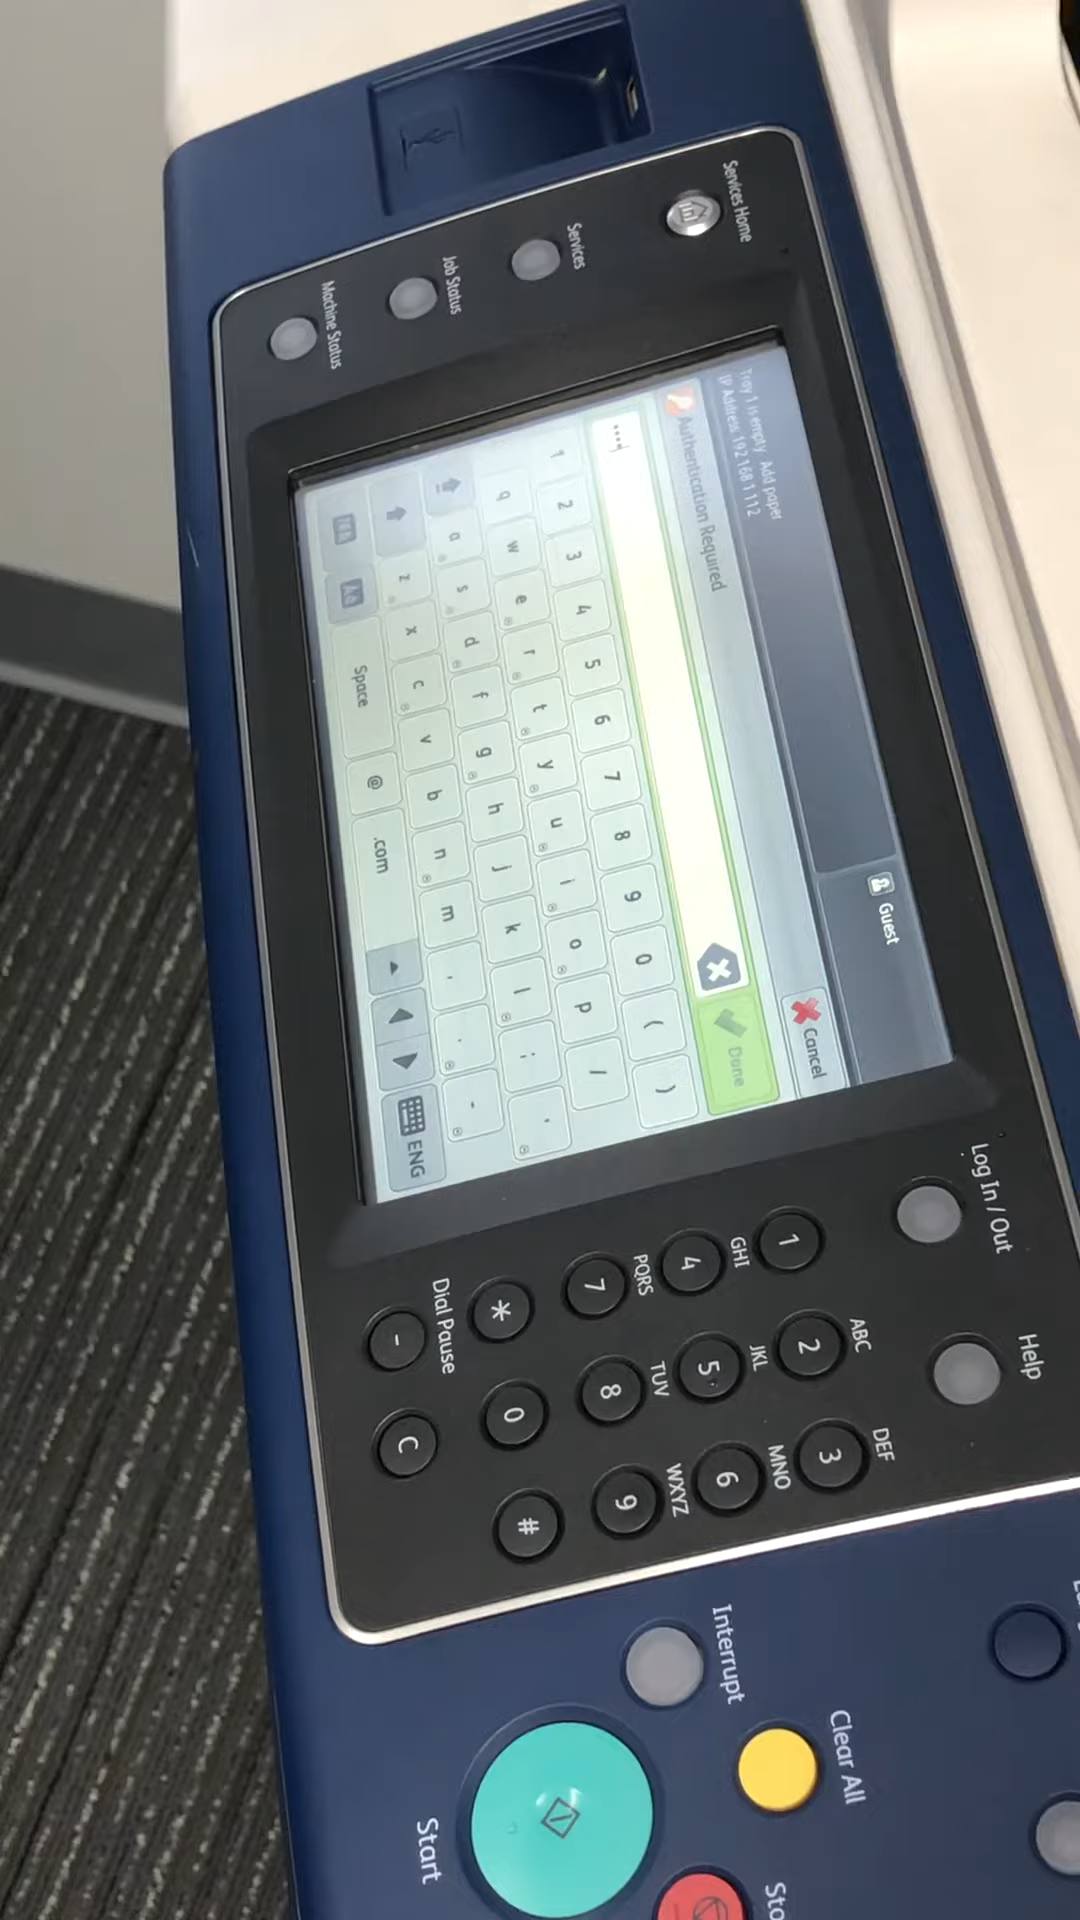 Services Home
Services
Job Status
Machine Status
Tray 1 is empty Add paper
IP Address 192 168 1 112
Guest
Authentication Required
Cancel
Done
1 2 3 4 5 6 7 8 9 0 ( )
q w e r t y u i o p /
a s d f g h j k l ; '
z x c v b n m , . -
Space @ .com ENG
Log In / Out
Help
1
ABC 2
DEF 3
GHI 4
JKL 5
MNO 6
PQRS 7
TUV 8
WXYZ 9
* 0 #
Dial Pause
- C
Interrupt
Clear All
Start